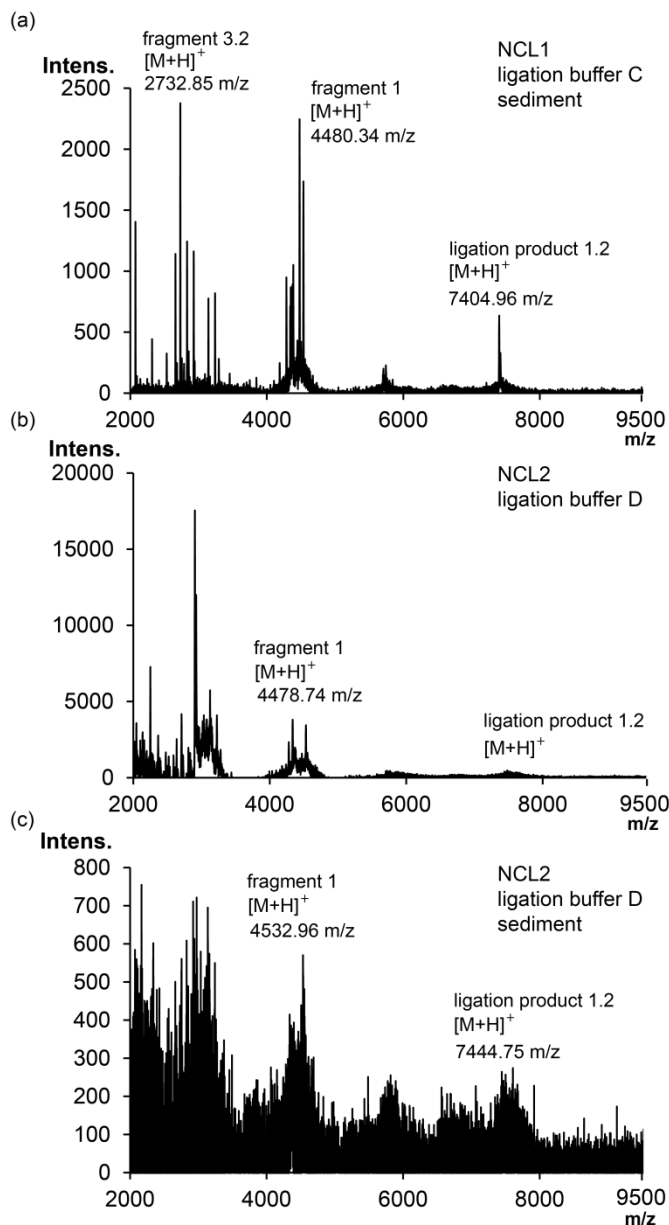 (a)
Intens.
fragment 3.2
[M+H]+
2732.85 m/z
fragment 1
[M+H]+
4480.34 m/z
NCL1
ligation buffer C
sediment
ligation product 1.2
[M+H]+
7404.96 m/z
2500
2000
1500
1000
500
0
2000 4000 6000 8000 9500
m/z
(b)
Intens.
NCL2
ligation buffer D
fragment 1
[M+H]+
4478.74 m/z
ligation product 1.2
[M+H]+
20000
15000
10000
5000
0
2000 4000 6000 8000 9500
m/z
(c)
Intens.
fragment 1
[M+H]+
4532.96 m/z
NCL2
ligation buffer D
sediment
ligation product 1.2
[M+H]+
7444.75 m/z
800
700
600
500
400
300
200
100
0
2000 4000 6000 8000 9500
m/z